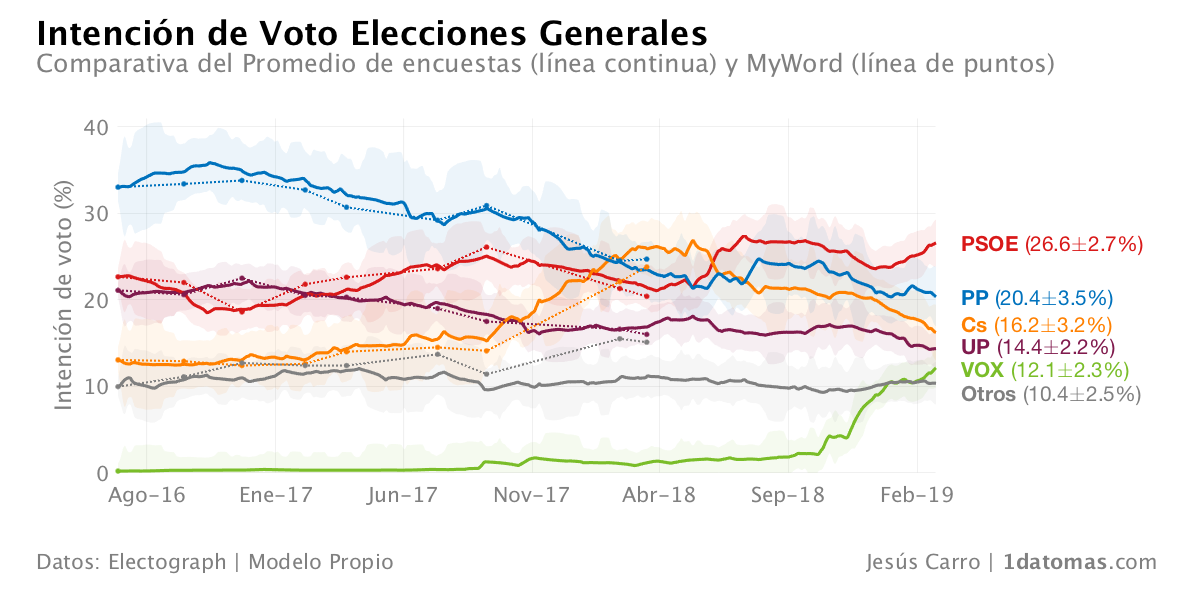 Intención de Voto Elecciones Generales
Comparativa del Promedio de encuestas (línea continua) y MyWord (línea de puntos)
Intención de voto (%)
40
30
20
10
0
Ago–16
Ene–17
Jun–17
Nov–17
Abr–18
Sep–18
Feb–19
PSOE (26.6±2.7%)
PP (20.4±3.5%)
Cs (16.2±3.2%)
UP (14.4±2.2%)
VOX (12.1±2.3%)
Otros (10.4±2.5%)
Datos: Electograph | Modelo Propio
Jesús Carro | 1datomas.com